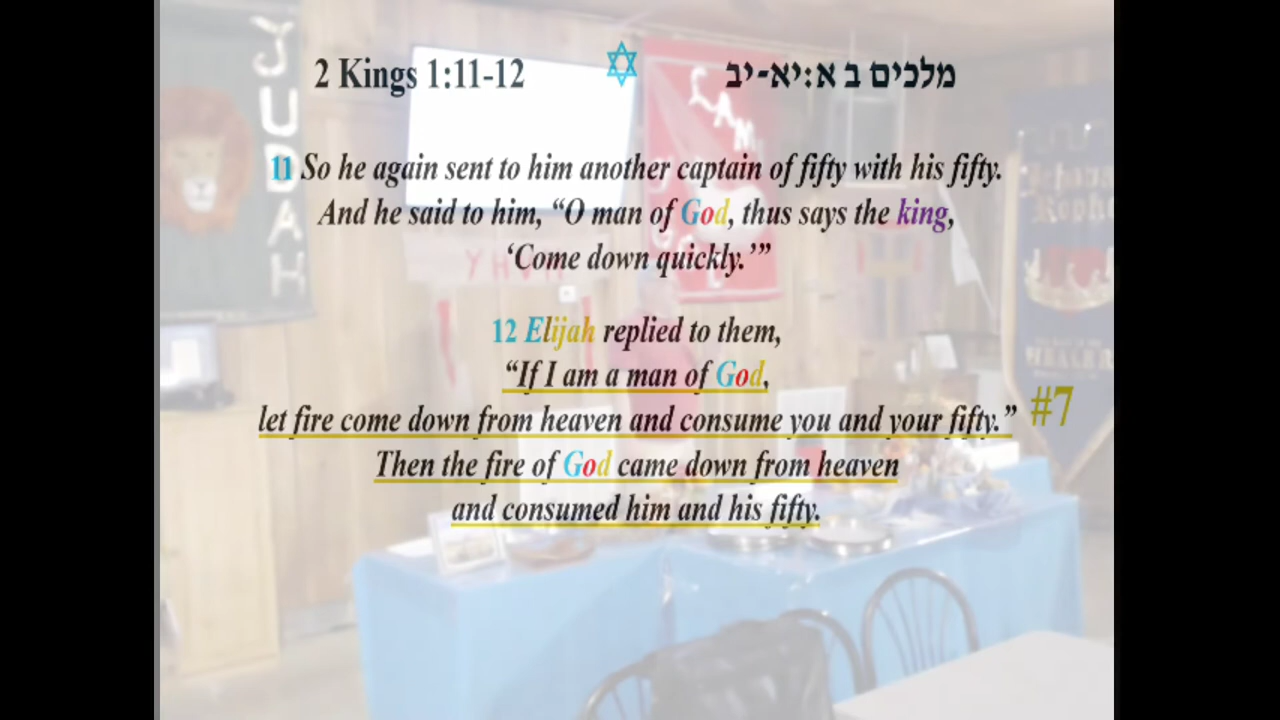 2 Kings 1:11-12
מלכים ב א:יא-יב
11 So he again sent to him another captain of fifty with his fifty.
And he said to him, “O man of God, thus says the king,
‘Come down quickly.’”
12 Elijah replied to them,
“If I am a man of God,
let fire come down from heaven and consume you and your fifty.” #7
Then the fire of God came down from heaven
and consumed him and his fifty.
JUDAH
YHVH